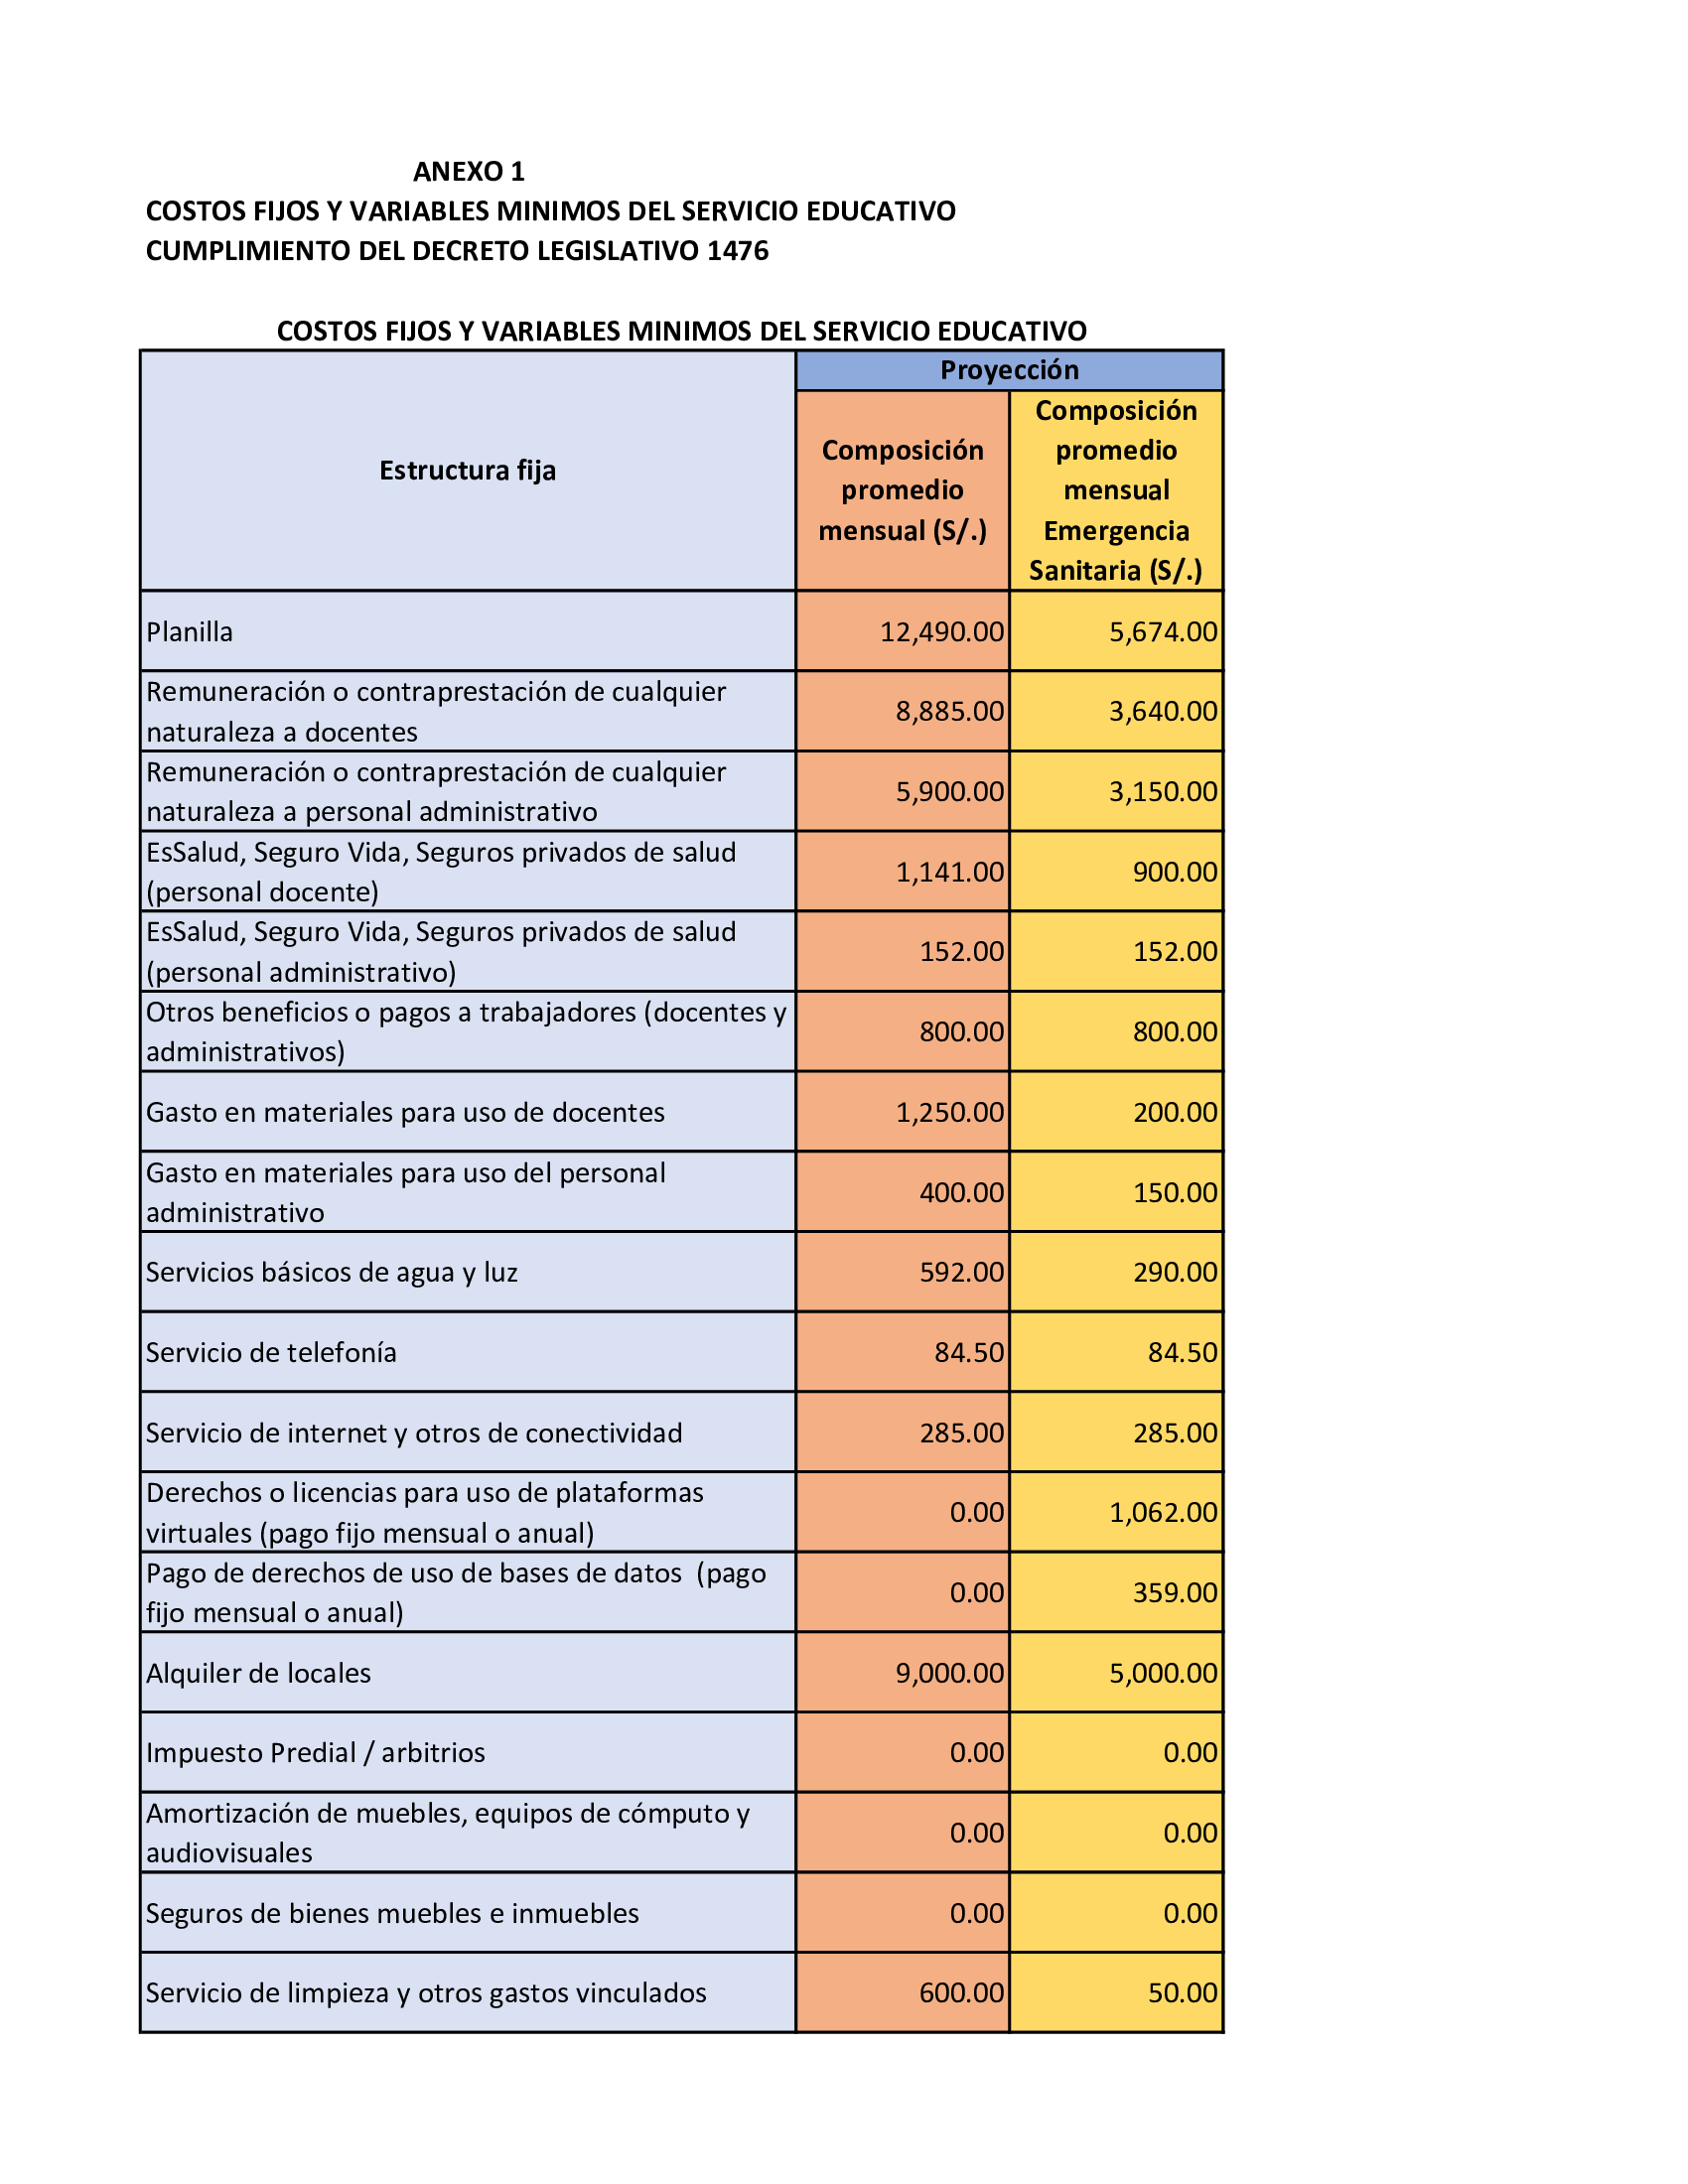 ANEXO 1
COSTOS FIJOS Y VARIABLES MINIMOS DEL SERVICIO EDUCATIVO
CUMPLIMIENTO DEL DECRETO LEGISLATIVO 1476
COSTOS FIJOS Y VARIABLES MINIMOS DEL SERVICIO EDUCATIVO
Estructura fija
Proyección
Composición
promedio
mensual (S/.)
Composición
promedio
mensual
Emergencia
Sanitaria (S/.)
Planilla 12,490.00 5,674.00
Remuneración o contraprestación de cualquier
naturaleza a docentes 8,885.00 3,640.00
Remuneración o contraprestación de cualquier
naturaleza a personal administrativo 5,900.00 3,150.00
EsSalud, Seguro Vida, Seguros privados de salud
(personal docente) 1,141.00 900.00
EsSalud, Seguro Vida, Seguros privados de salud
(personal administrativo) 152.00 152.00
Otros beneficios o pagos a trabajadores (docentes y
administrativos) 800.00 800.00
Gasto en materiales para uso de docentes 1,250.00 200.00
Gasto en materiales para uso del personal
administrativo 400.00 150.00
Servicios básicos de agua y luz 592.00 290.00
Servicio de telefonía 84.50 84.50
Servicio de internet y otros de conectividad 285.00 285.00
Derechos o licencias para uso de plataformas
virtuales (pago fijo mensual o anual) 0.00 1,062.00
Pago de derechos de uso de bases de datos (pago
fijo mensual o anual) 0.00 359.00
Alquiler de locales 9,000.00 5,000.00
Impuesto Predial / arbitrios 0.00 0.00
Amortización de muebles, equipos de cómputo y
audiovisuales 0.00 0.00
Seguros de bienes muebles e inmuebles 0.00 0.00
Servicio de limpieza y otros gastos vinculados 600.00 50.00